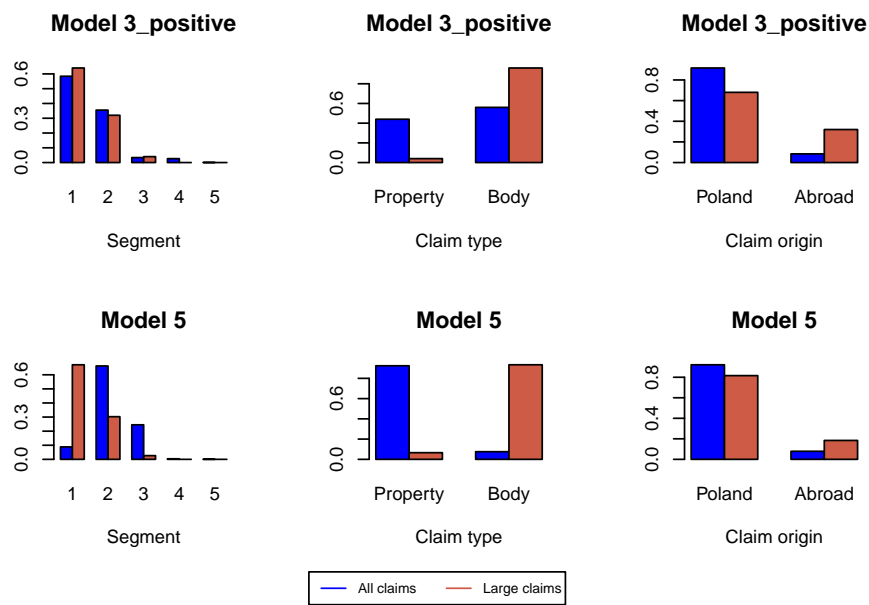 Model 3_positive
0.0 0.3 0.6
1 2 3 4 5
Segment
Model 3_positive
0.0 0.6
Property Body
Claim type
Model 3_positive
0.0 0.4 0.8
Poland Abroad
Claim origin
Model 5
0.0 0.3 0.6
1 2 3 4 5
Segment
Model 5
0.0 0.6
Property Body
Claim type
Model 5
0.0 0.4 0.8
Poland Abroad
Claim origin
All claims Large claims